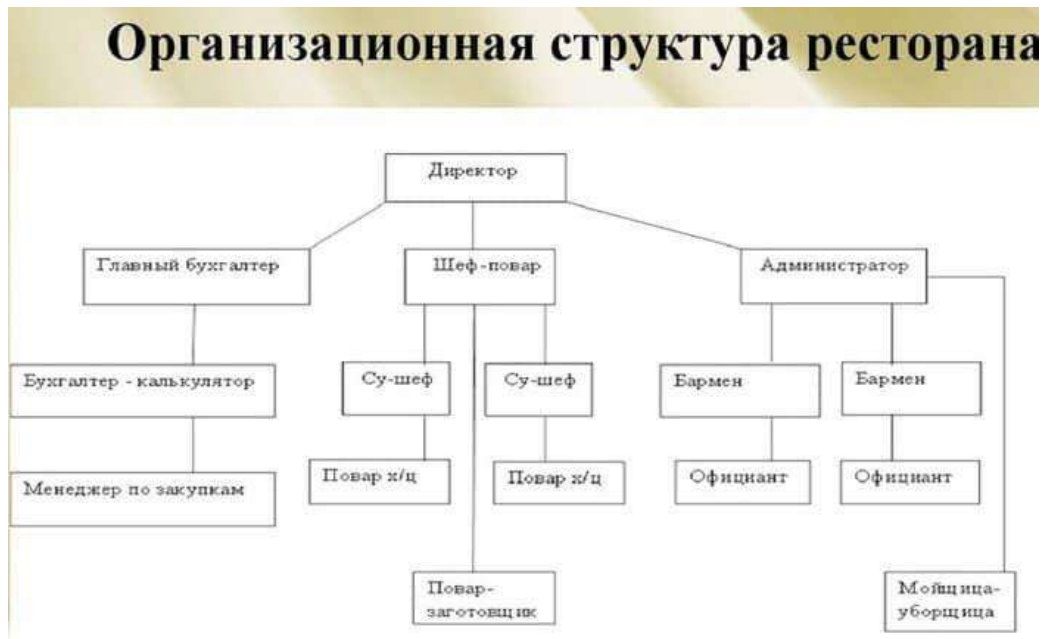 Организационная структура ресторана
Директор
Главный бухгалтер
Шеф-повар
Администратор
Бухгалтер - калькулятор
Су-шеф
Су-шеф
Бармен
Бармен
Менеджер по закупкам
Повар х/ц
Повар х/ц
Официант
Официант
Повар-
заготовщик
Мойщица-
уборщица